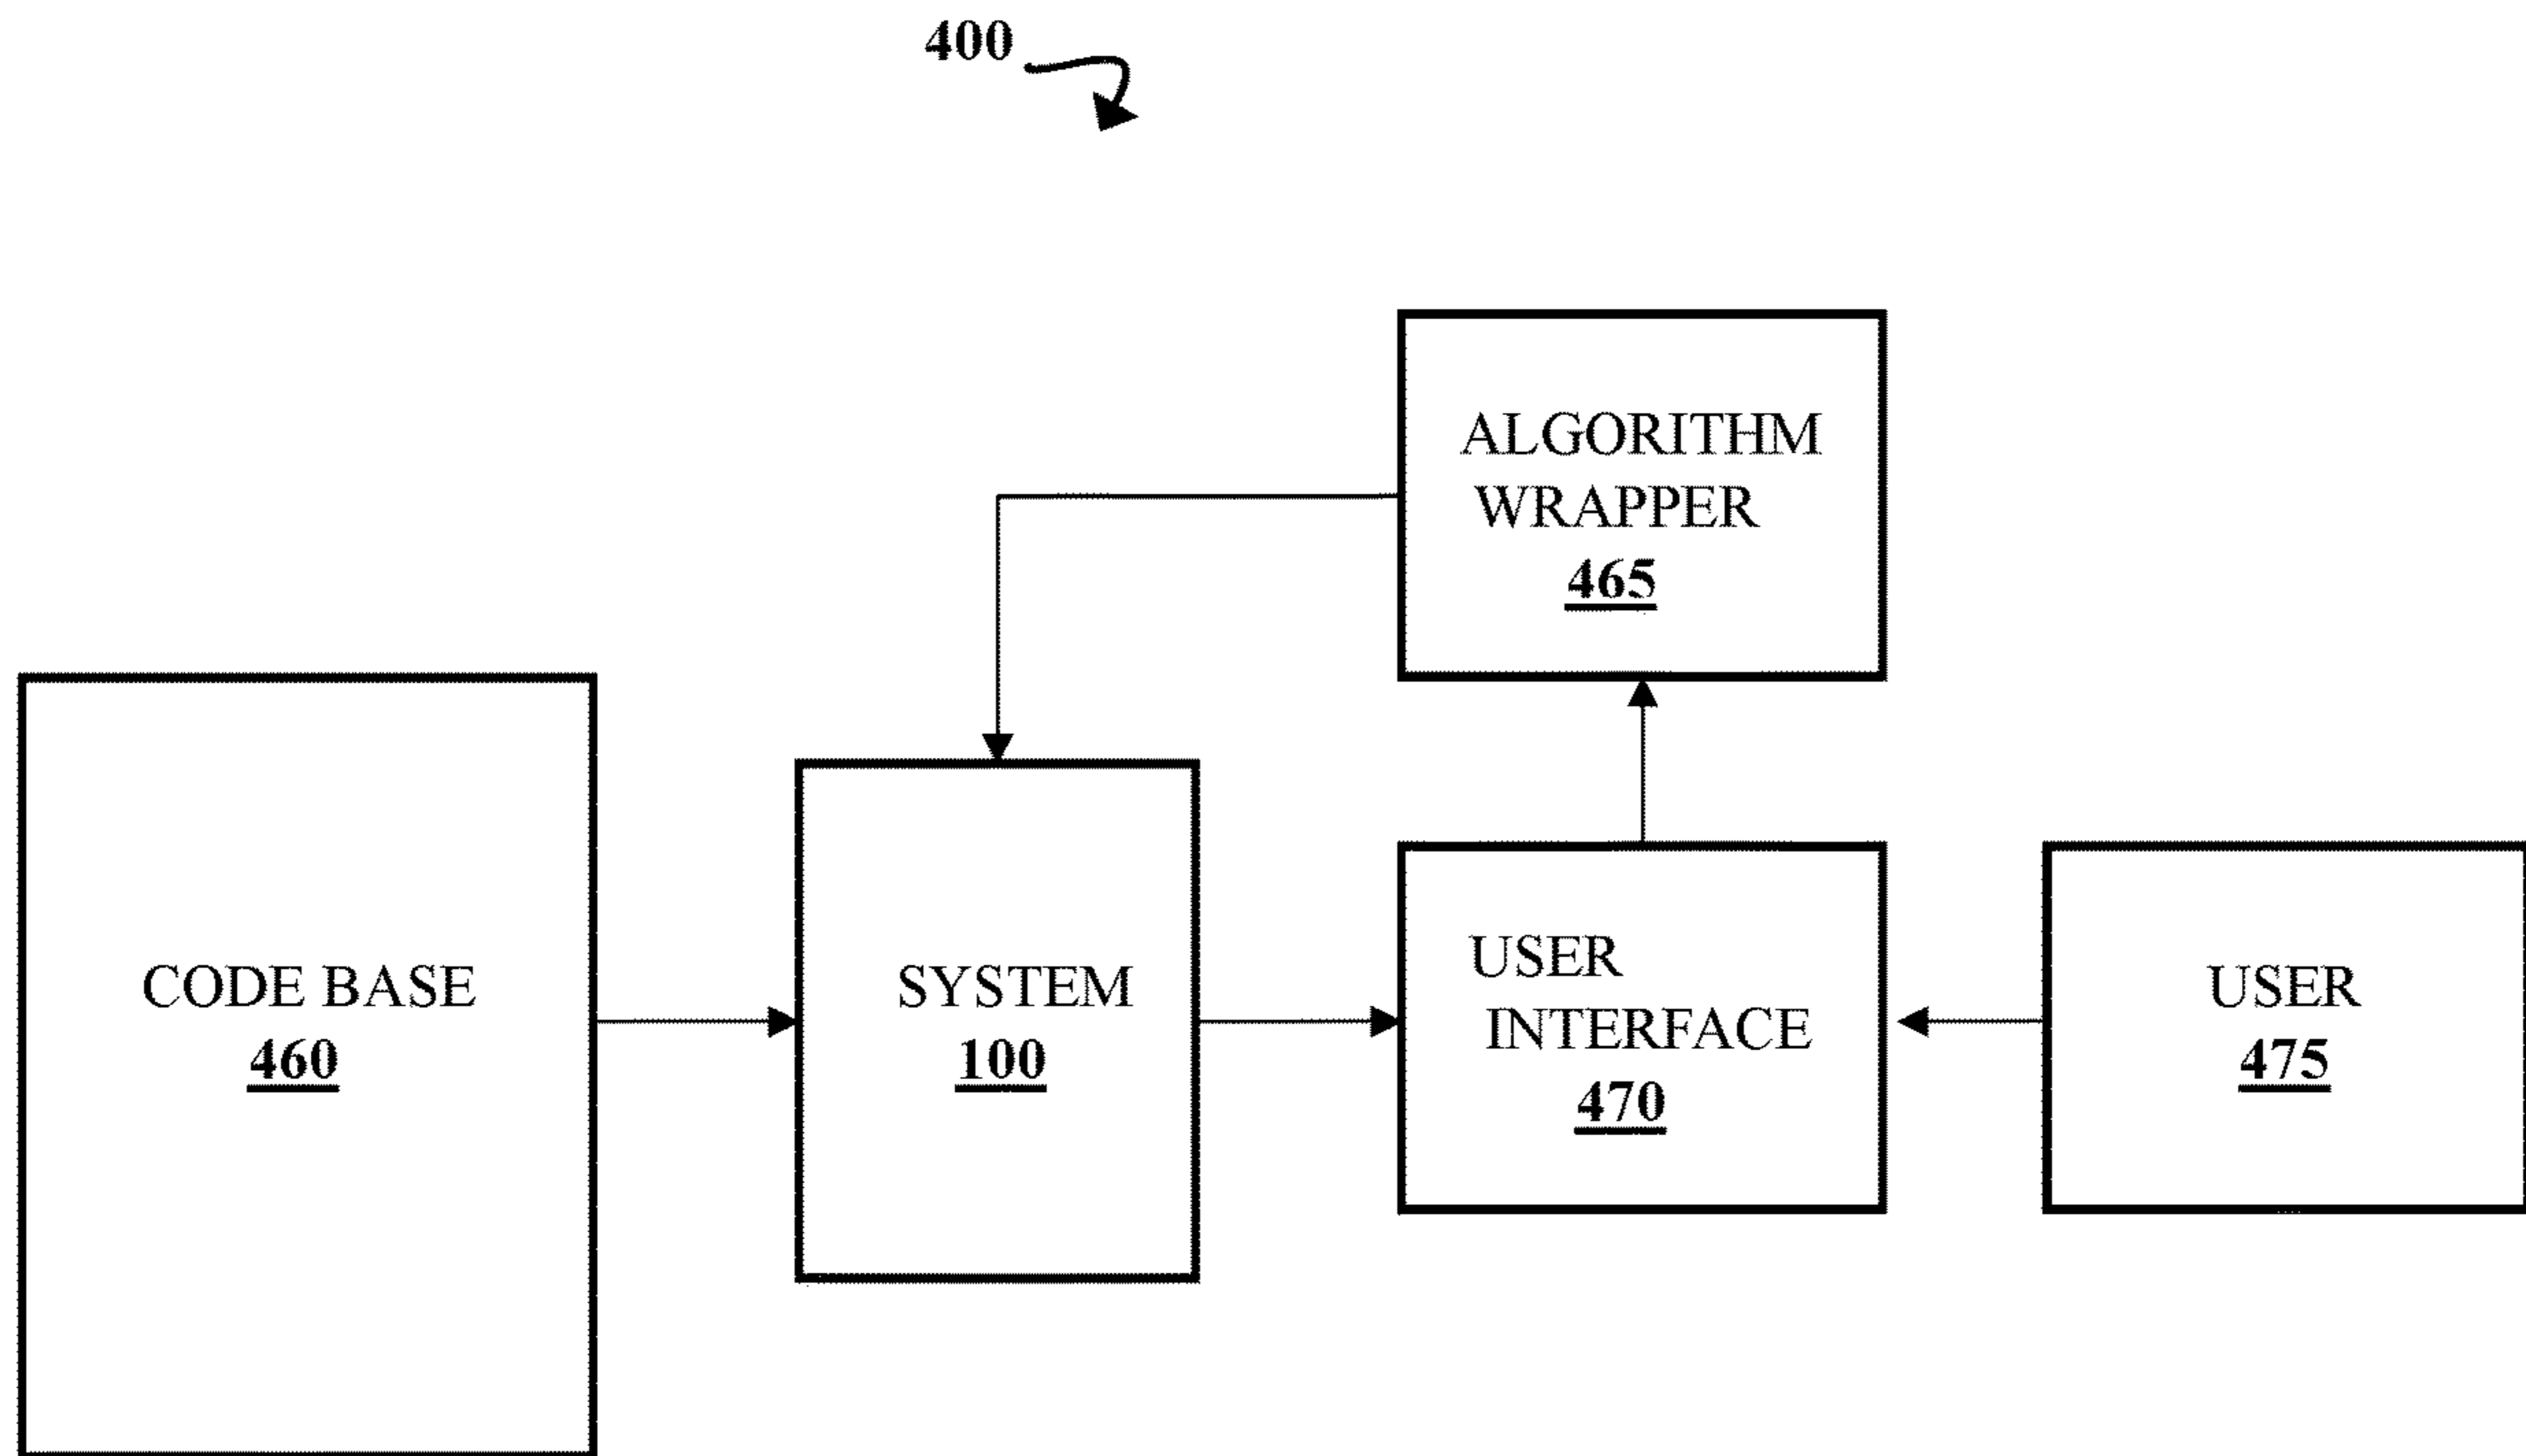 400
ALGORITHM
WRAPPER
465
CODE BASE
460
SYSTEM
100
USER
INTERFACE
470
USER
475